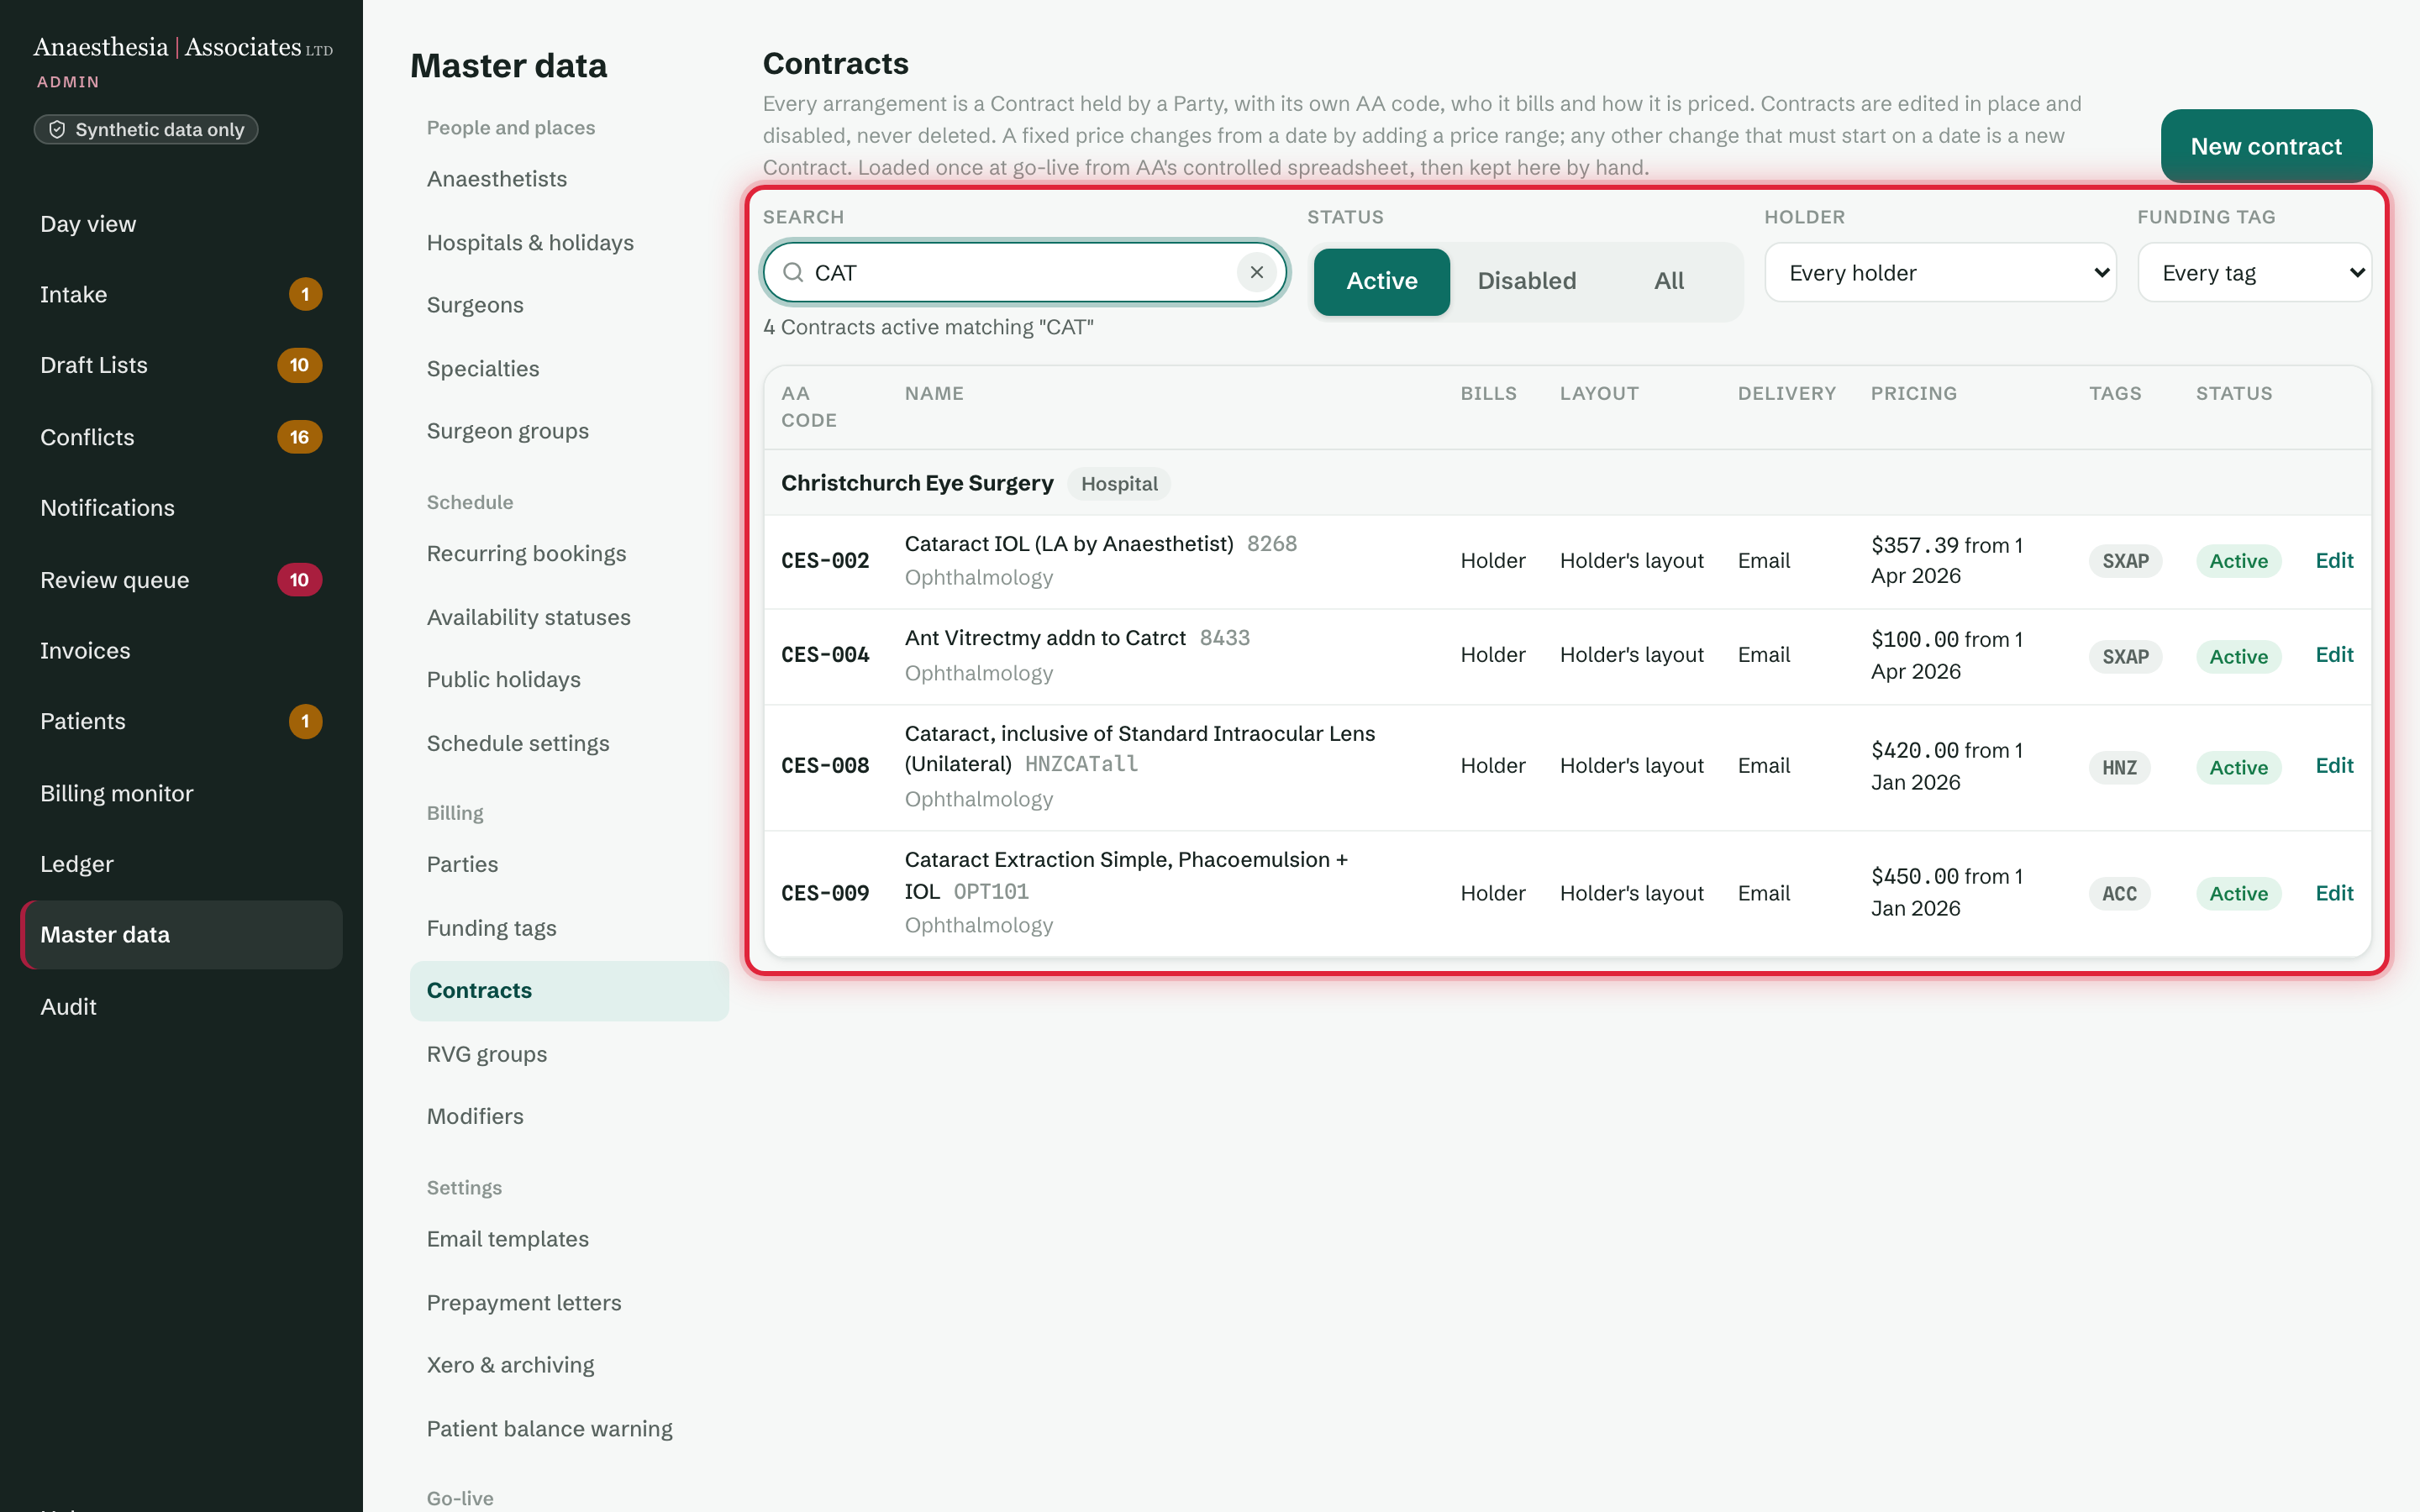 Anaesthesia | Associates LTD
ADMIN
Synthetic data only
Day view
Intake 1
Draft Lists 10
Conflicts 16
Notifications
Review queue 10
Invoices
Patients 1
Billing monitor
Ledger
Master data
Audit
Master data
People and places
Anaesthetists
Hospitals & holidays
Surgeons
Specialties
Surgeon groups
Schedule
Recurring bookings
Availability statuses
Public holidays
Schedule settings
Billing
Parties
Funding tags
Contracts
RVG groups
Modifiers
Settings
Email templates
Prepayment letters
Xero & archiving
Patient balance warning
Go-live
Contracts
Every arrangement is a Contract held by a Party, with its own AA code, who it bills and how it is priced. Contracts are edited in place and
disabled, never deleted. A fixed price changes from a date by adding a price range; any other change that must start on a date is a new
Contract. Loaded once at go-live from AA's controlled spreadsheet, then kept here by hand.
New contract
SEARCH STATUS HOLDER FUNDING TAG
CAT Active Disabled All Every holder Every tag
4 Contracts active matching "CAT"
AA CODE NAME BILLS LAYOUT DELIVERY PRICING TAGS STATUS
Christchurch Eye Surgery Hospital
CES-002 Cataract IOL (LA by Anaesthetist) 8268 Holder Holder's layout Email $357.39 from 1 SXAP Active Edit
Ophthalmology Apr 2026
CES-004 Ant Vitrectmy addn to Catrct 8433 Holder Holder's layout Email $100.00 from 1 SXAP Active Edit
Ophthalmology Apr 2026
Cataract, inclusive of Standard Intraocular Lens
CES-008 (Unilateral) HNZCATall Holder Holder's layout Email $420.00 from 1 HNZ Active Edit
Ophthalmology Jan 2026
Cataract Extraction Simple, Phacoemulsion +
CES-009 IOL OPT101 Holder Holder's layout Email $450.00 from 1 ACC Active Edit
Ophthalmology Jan 2026